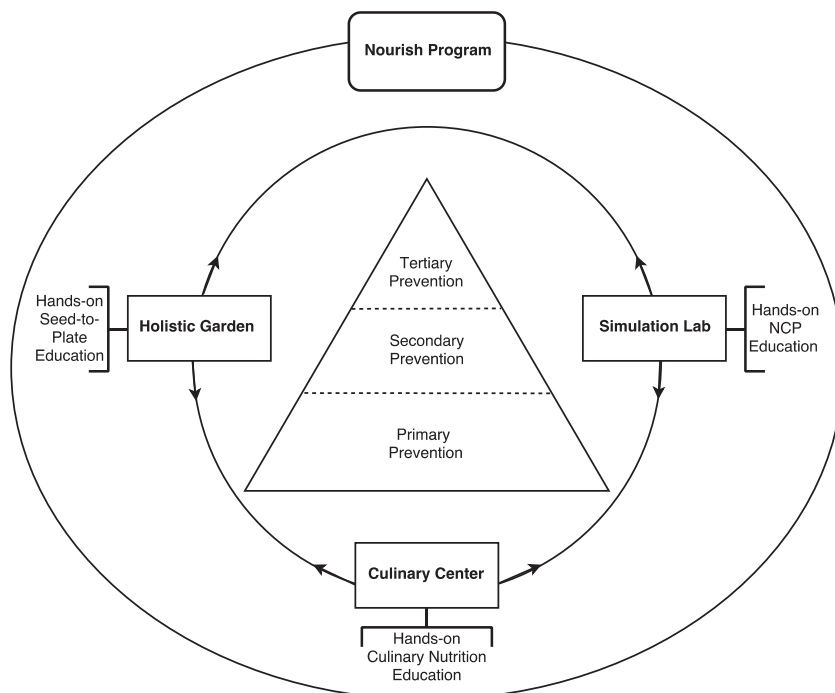 Nourish Program
Tertiary
Prevention
Hands-on
Seed-to-
Plate
Education
Holistic Garden
Secondary
Prevention
Simulation Lab
Hands-on
NCP
Education
Primary
Prevention
Culinary Center
Hands-on
Culinary Nutrition
Education